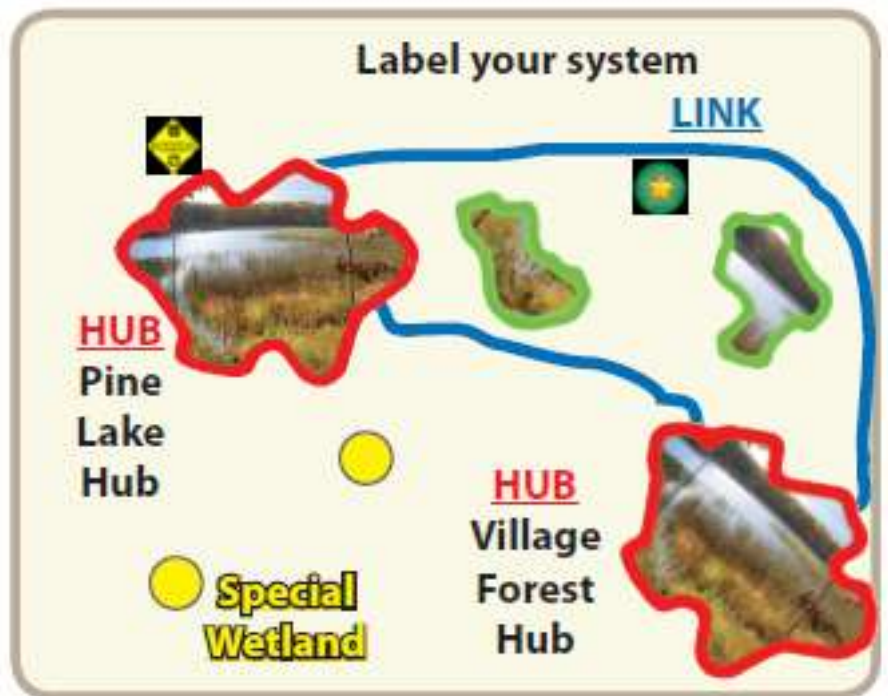 Label your system
LINK
HUB
Pine
Lake
Hub
HUB
Village
Forest
Hub
Special
Wetland